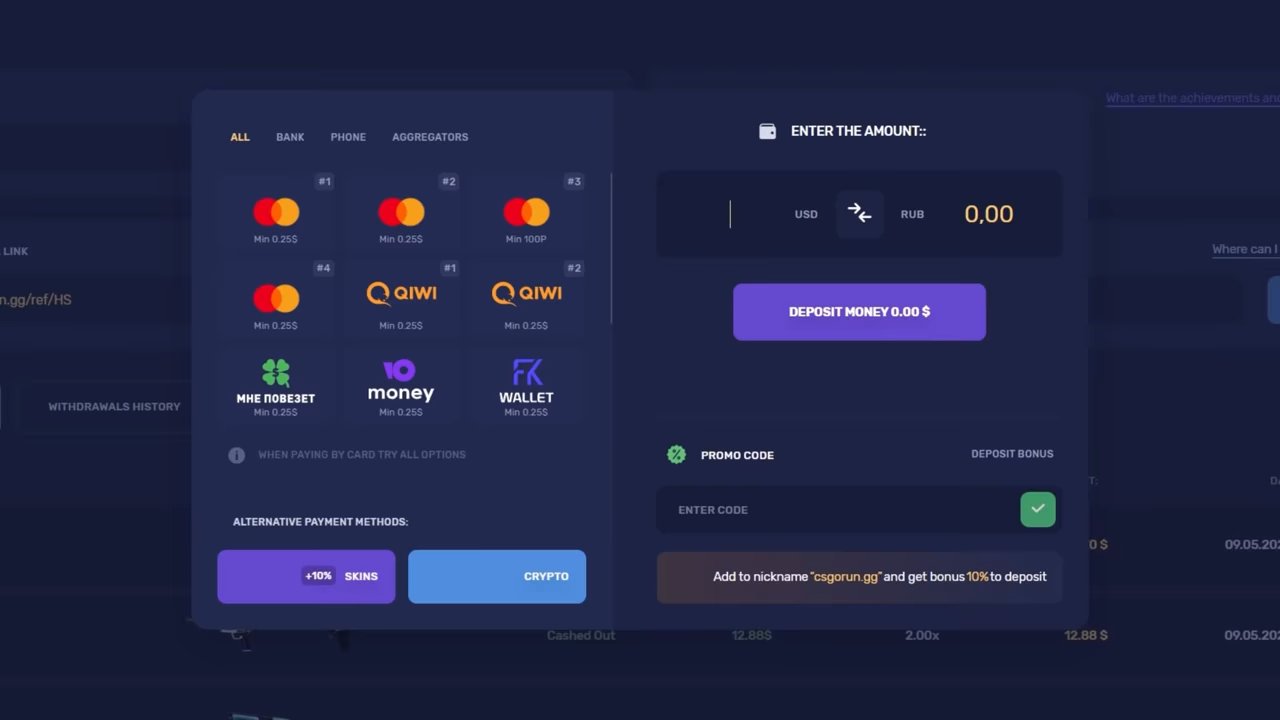 What are the achievements an
ALL BANK PHONE AGGREGATORS
#1 #2 #3
Min 0.25$ Min 0.25$ Min 100P
#4 #1 #2
QIWI QIWI
Min 0.25$ Min 0.25$ Min 0.25$
МНЕ ПОВЕЗЕТ Ю money FK WALLET
Min 0.25$ Min 0.25$ Min 0.25$
WHEN PAYING BY CARD TRY ALL OPTIONS
ALTERNATIVE PAYMENT METHODS:
+10% SKINS CRYPTO
ENTER THE AMOUNT::
USD RUB 0,00
DEPOSIT MONEY 0.00 $
PROMO CODE DEPOSIT BONUS
ENTER CODE
Add to nickname "csgorun.gg" and get bonus 10% to deposit
LINK
n.gg/ref/HS
WITHDRAWALS HISTORY
Where can I
T: DA
0 $ 09.05.202
Cashed Out 12.88$ 2.00x 12.88 $ 09.05.202